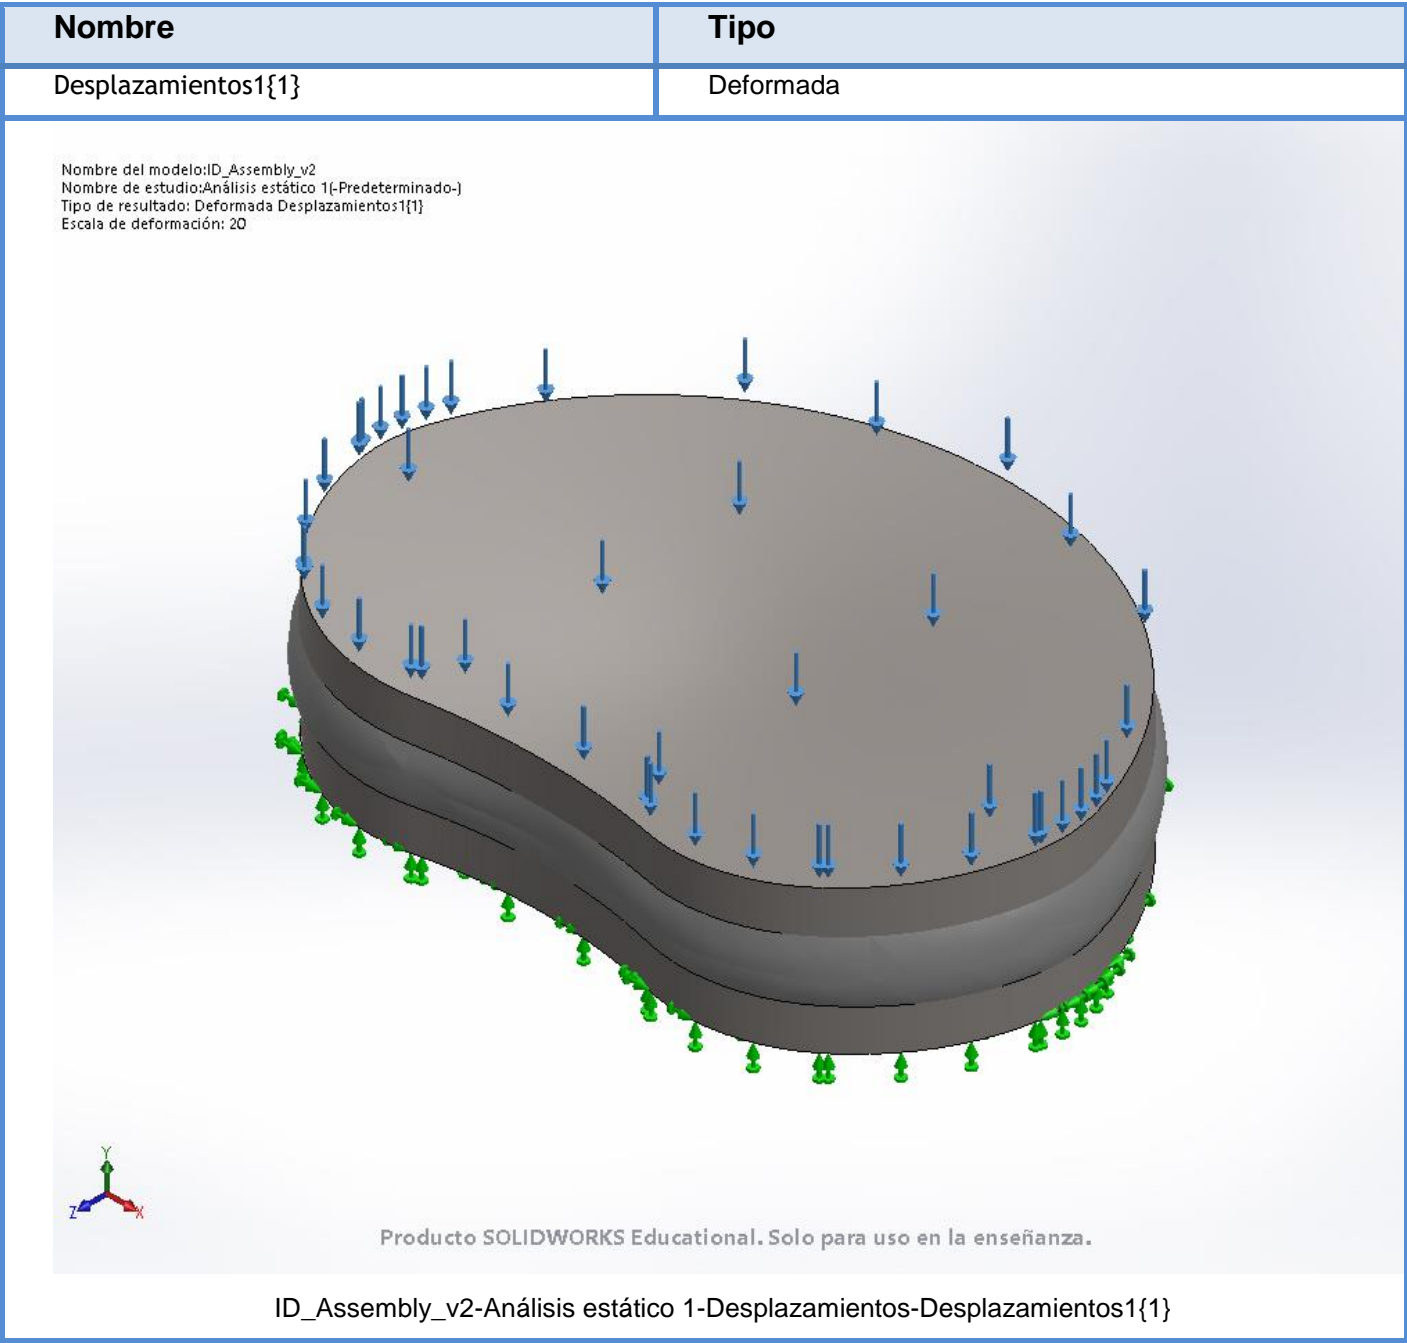 Nombre Tipo
Desplazamientos1{1} Deformada
Nombre del modelo:ID_Assembly_v2
Nombre de estudio:Análisis estático 1(-Predeterminado-)
Tipo de resultado: Deformada Desplazamientos1{1}
Escala de deformación: 20
Y
Z X
Producto SOLIDWORKS Educational. Solo para uso en la enseñanza.
ID_Assembly_v2-Análisis estático 1-Desplazamientos-Desplazamientos1{1}